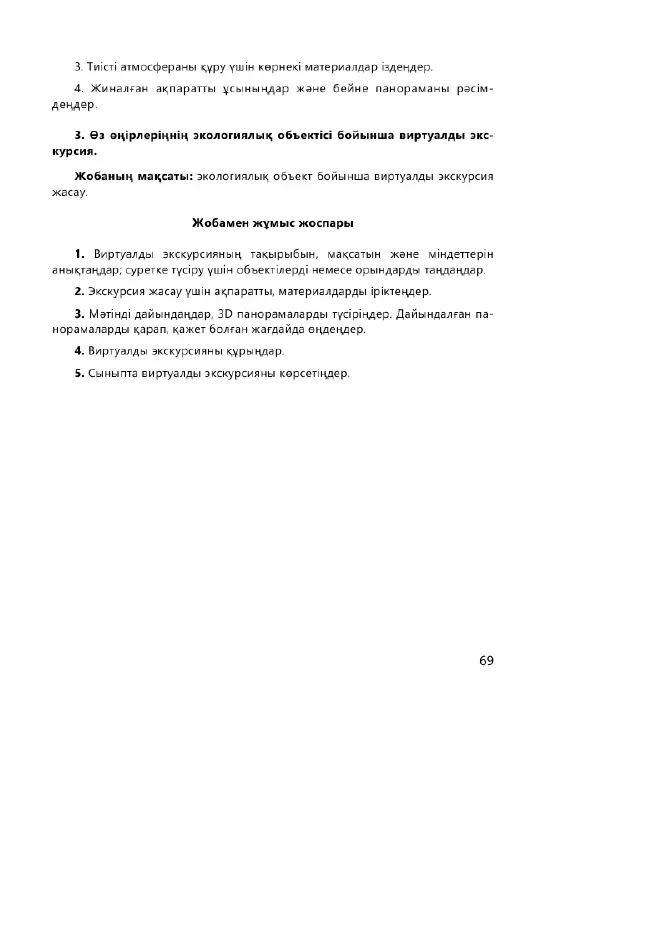 3. Тиісті атмосфераны құру үшін көрнекі материалдар іздеңдер.
4. Жиналған ақпаратты ұсыныңдар және бейне панораманы рәсім-
деңдер.
3. Өз өңірлеріңнің экологиялық объектісі бойынша виртуалды экс-
курсия.
Жобаның мақсаты: экологиялық объект бойынша виртуалды экскурсия
жасау.
Жобамен жұмыс жоспары
1. Виртуалды экскурсияның тақырыбын, мақсатын және міндеттерін
анықтаңдар; суретке түсіру үшін объектілерді немесе орындарды таңдаңдар.
2. Экскурсия жасау үшін ақпаратты, материалдарды іріктеңдер.
3. Мәтінді дайындаңдар, 3D панорамаларды түсіріңдер. Дайындалған па-
норамаларды қарап, қажет болған жағдайда өңдеңдер.
4. Виртуалды экскурсияны құрыңдар.
5. Сыныпта виртуалды экскурсияны көрсетіңдер.
69